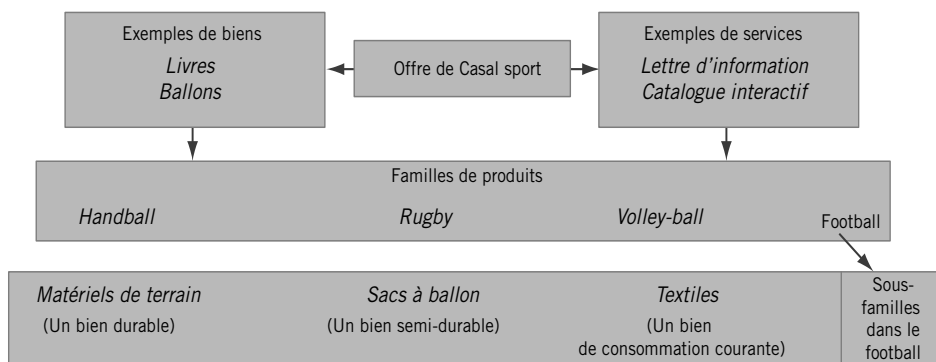 Exemples de biens
Livres
Ballons
Offre de Casal sport
Exemples de services
Lettre d’information
Catalogue interactif
Familles de produits
Handball
Rugby
Volley-ball
Football
Matériels de terrain
(Un bien durable)
Sacs à ballon
(Un bien semi-durable)
Textiles
(Un bien
de consommation courante)
Sous-
familles
dans le
football